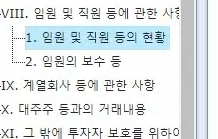 VIII. 임원 및 직원 등에 관한 사항
1. 임원 및 직원 등의 현황
2. 임원의 보수 등
IX. 계열회사 등에 관한 사항
X. 대주주 등과의 거래내용
XI. 그 밖에 투자자 보호를 위하여